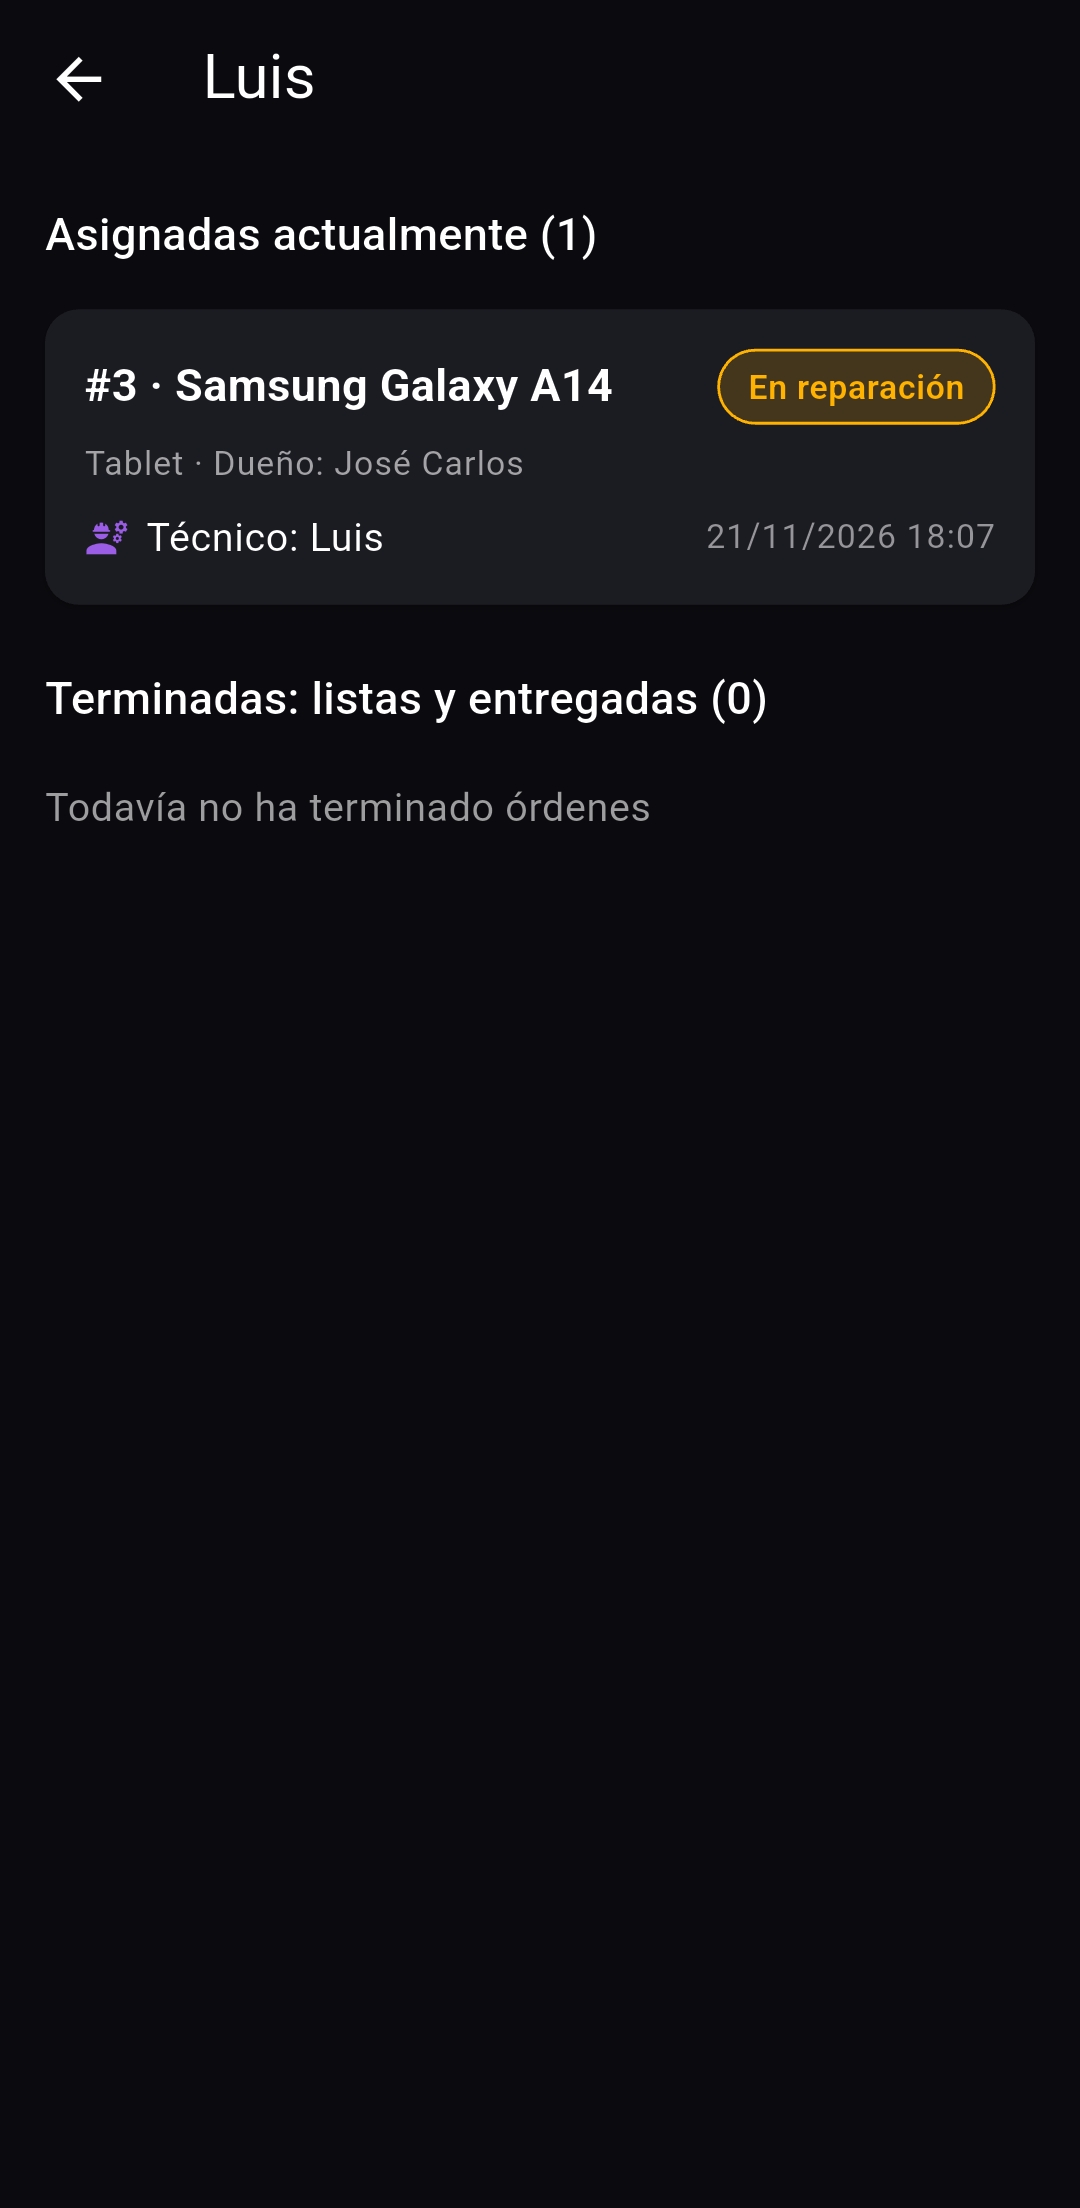 Luis
Asignadas actualmente (1)
#3 · Samsung Galaxy A14
En reparación
Tablet · Dueño: José Carlos
Técnico: Luis
21/11/2026 18:07
Terminadas: listas y entregadas (0)
Todavía no ha terminado órdenes